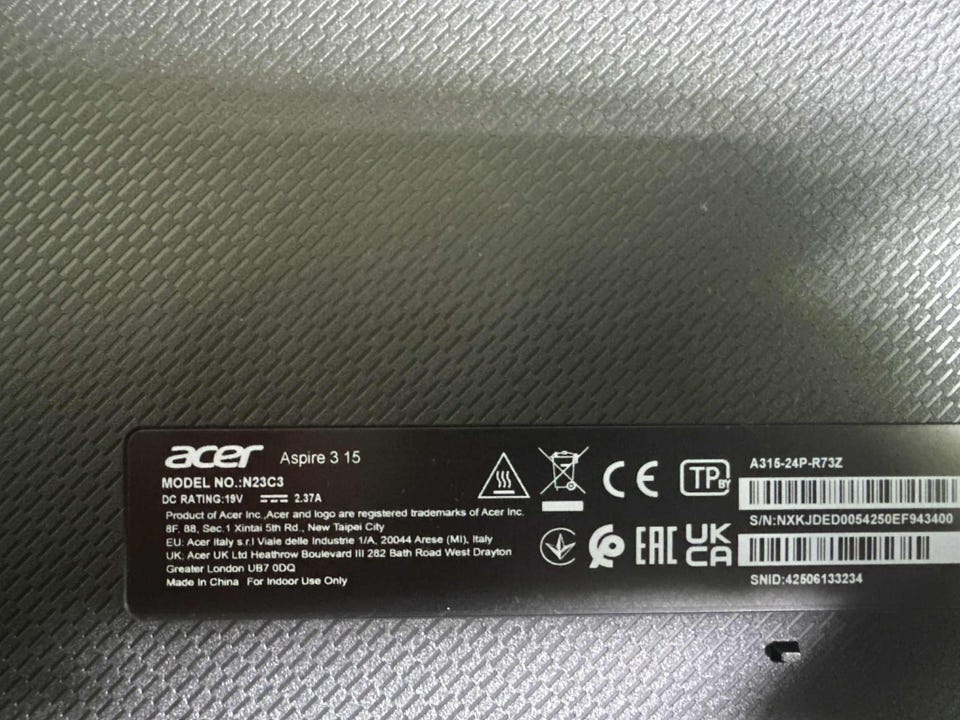 acer Aspire 3 15
MODEL NO.:N23C3
DC RATING:19V 2.37A
Product of Acer Inc.,Acer and logo are registered trademarks of Acer Inc.
8F, 88, Sec.1 Xintai 5th Rd., New Taipei City
EU: Acer Italy s.r.l Viale delle Industrie 1/A, 20044 Arese (MI), Italy
UK: Acer UK Ltd Heathrow Boulevard III 282 Bath Road West Drayton
Greater London UB7 0DQ
Made in China For Indoor Use Only
CE TP BY
EAC UK CA
A315-24P-R73Z
S/N:NXKJDED0054250EF943400
SNID:42506133234